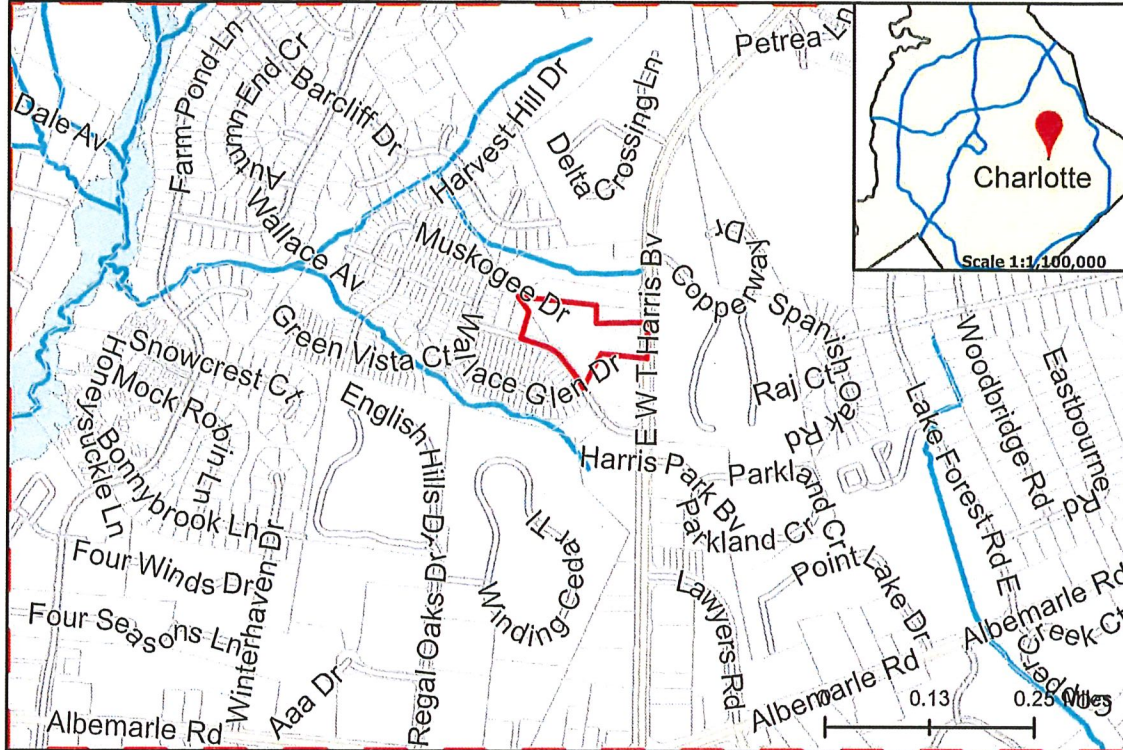 Petrea Ln
Farm Pond Ln
Autumn End Cr
Barcliff Dr
Harvest Hill Dr
Delta Crossing Ln
Dale Av
Charlotte
Scale 1:1,100,000
Wallace Av
Muskogee Dr
E W T Harris Bv
Copperway Dr
Spanish Oak Rd
Green Vista Ct
Wallace Glen Dr
Raj Ct
Woodbridge Rd
Eastbourne Rd
Lake Forest Rd E
Snowcrest Cr
Honeysuckle Ln
Mock Robin Ln
Bonnybrook Ln
English Hills Dr
Harris Park Bv
Parkland Cr
Parkland Cr
Four Winds Dr
Winterhaven Dr
Regal Oaks Dr
Winding Cedar Tl
Point Lake Dr
Lawyers Rd
Four Seasons Ln
Aaa Dr
Albemarle Rd
Copper Creek Ct
Albemarle Rd
Albemarle Rd
0 0.13 0.25 Miles